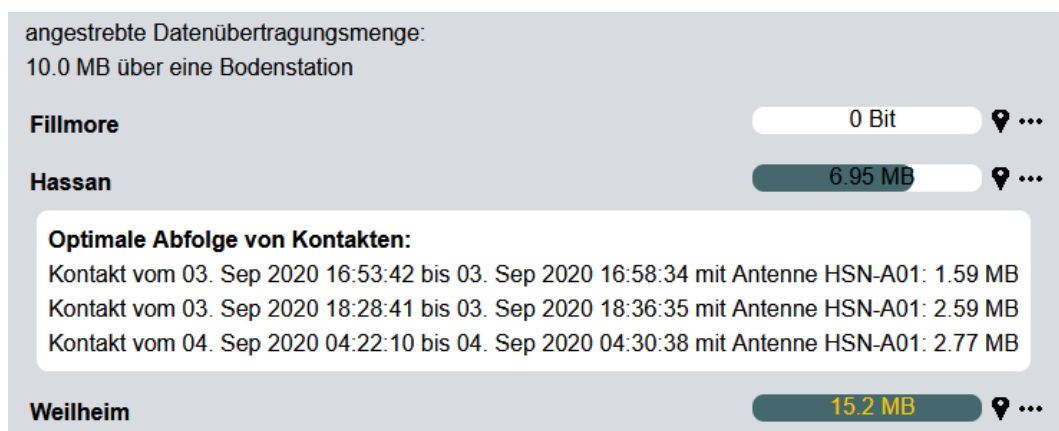 angestrebte Datenübertragungsmenge:
10.0 MB über eine Bodenstation
Fillmore 0 Bit
Hassan 6.95 MB
Optimale Abfolge von Kontakten:
Kontakt vom 03. Sep 2020 16:53:42 bis 03. Sep 2020 16:58:34 mit Antenne HSN-A01: 1.59 MB
Kontakt vom 03. Sep 2020 18:28:41 bis 03. Sep 2020 18:36:35 mit Antenne HSN-A01: 2.59 MB
Kontakt vom 04. Sep 2020 04:22:10 bis 04. Sep 2020 04:30:38 mit Antenne HSN-A01: 2.77 MB
Weilheim 15.2 MB